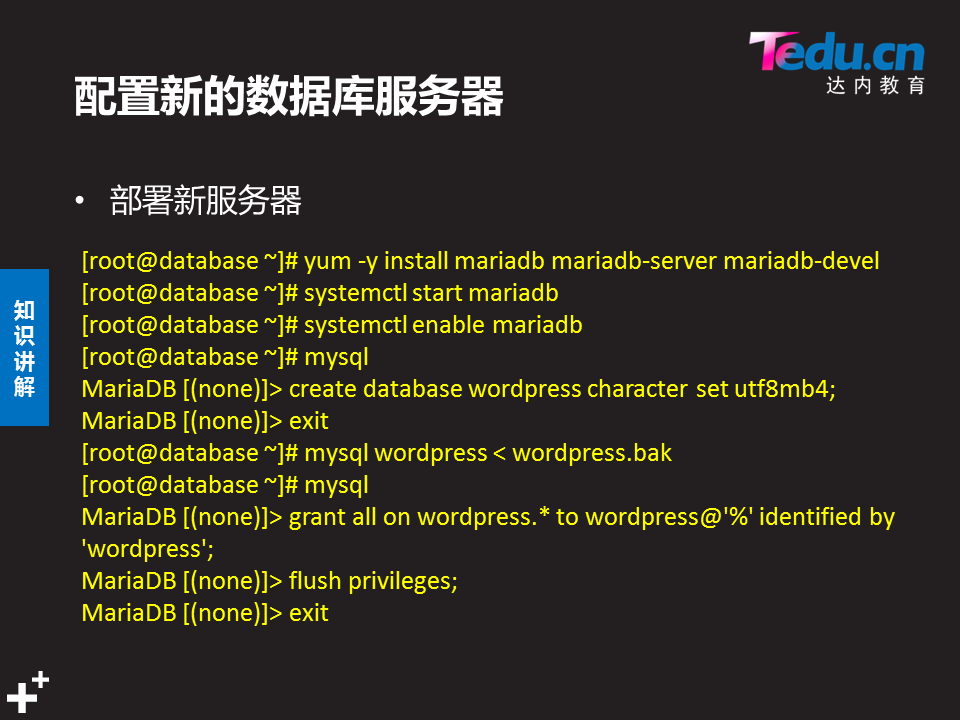 Tedu.cn
达内教育
配置新的数据库服务器
• 部署新服务器
[root@database ~]# yum -y install mariadb mariadb-server mariadb-devel
[root@database ~]# systemctl start mariadb
[root@database ~]# systemctl enable mariadb
[root@database ~]# mysql
MariaDB [(none)]> create database wordpress character set utf8mb4;
MariaDB [(none)]> exit
[root@database ~]# mysql wordpress < wordpress.bak
[root@database ~]# mysql
MariaDB [(none)]> grant all on wordpress.* to wordpress@'%' identified by
'wordpress';
MariaDB [(none)]> flush privileges;
MariaDB [(none)]> exit
知识讲解